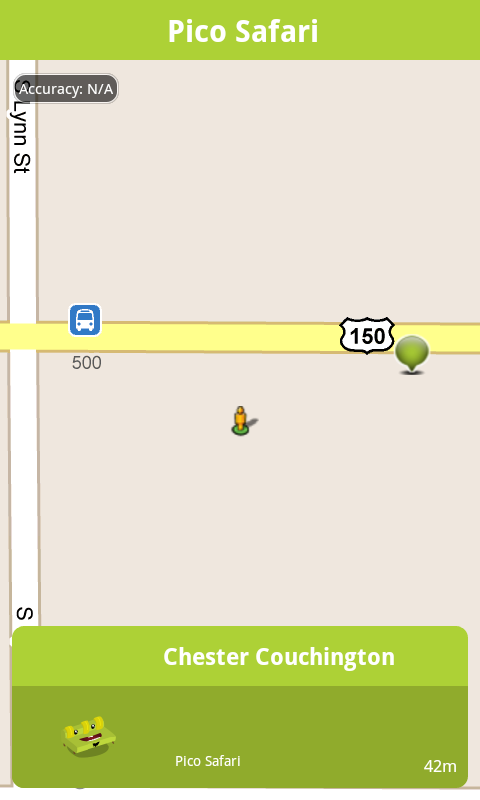 Pico Safari
Accuracy: N/A
S Lynn St
150
500
S
Chester Couchington
Pico Safari
42m